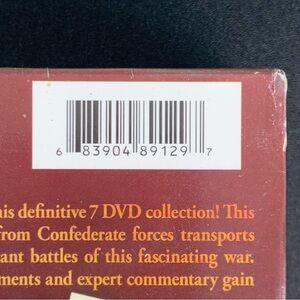 6 83904 89129 7
his definitive 7 DVD collection! This
from Confederate forces transports
ant battles of this fascinating war.
ments and expert commentary gain